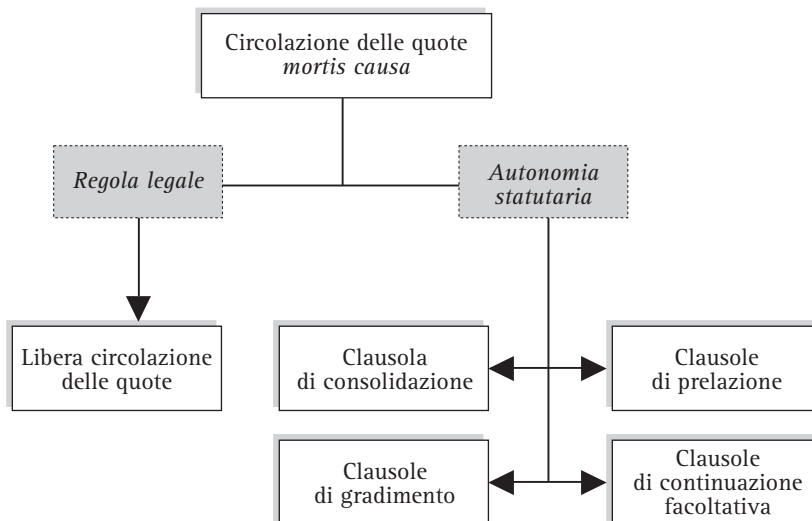 Circolazione delle quote
mortis causa
Regola legale
Autonomia
statutaria
Libera circolazione
delle quote
Clausola
di consolidazione
Clausole
di prelazione
Clausole
di gradimento
Clausole
di continuazione
facoltativa